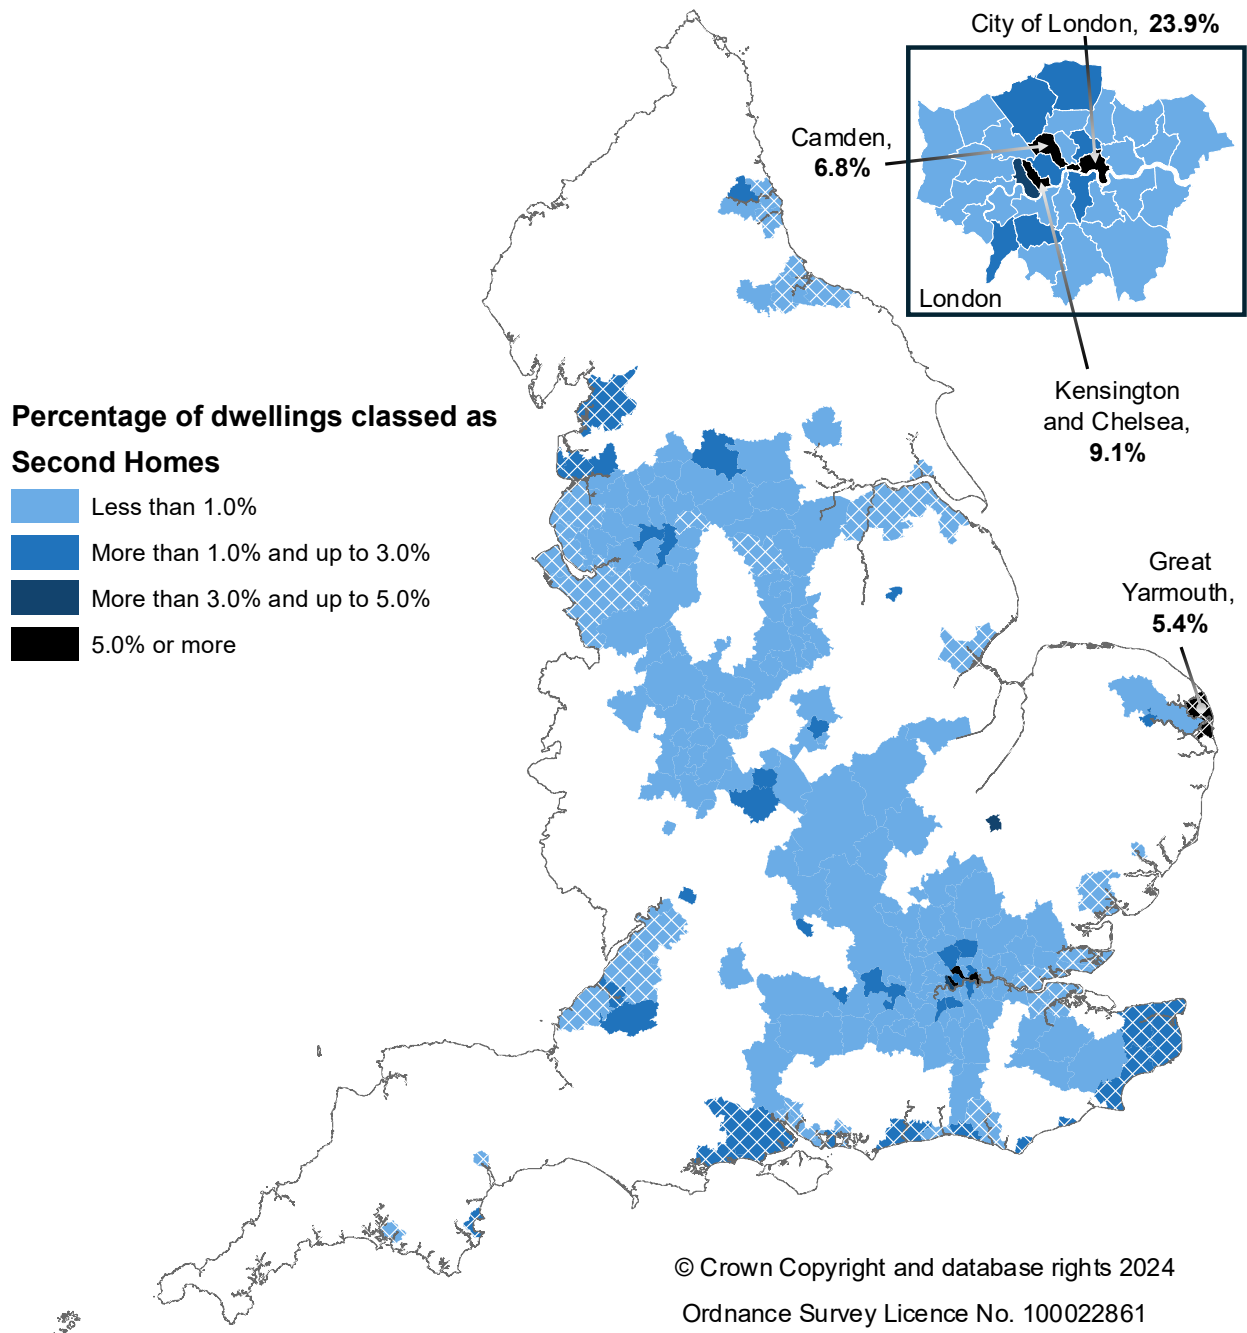 City of London, 23.9%
Camden,
6.8%
London
Kensington
and Chelsea,
9.1%
Percentage of dwellings classed as
Second Homes
Less than 1.0%
More than 1.0% and up to 3.0%
More than 3.0% and up to 5.0%
5.0% or more
Great
Yarmouth,
5.4%
© Crown Copyright and database rights 2024
Ordnance Survey Licence No. 100022861